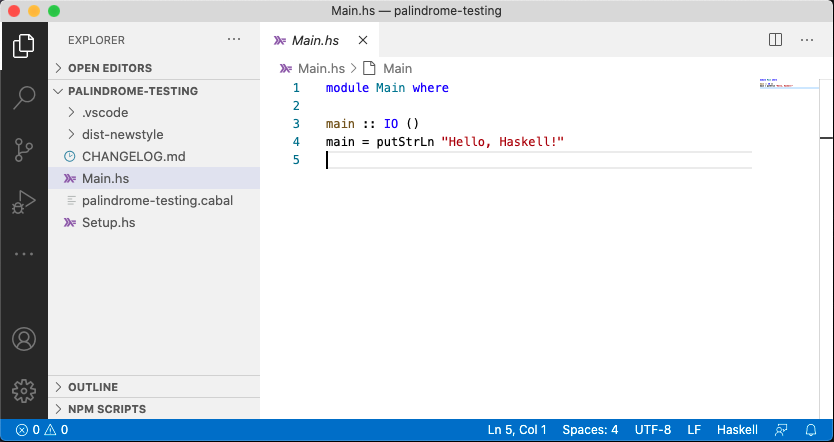 Main.hs — palindrome-testing
EXPLORER
OPEN EDITORS
PALINDROME-TESTING
.vscode
dist-newstyle
CHANGELOG.md
Main.hs
palindrome-testing.cabal
Setup.hs
OUTLINE
NPM SCRIPTS
Main.hs
Main.hs > Main
1 module Main where
2
3 main :: IO ()
4 main = putStrLn "Hello, Haskell!"
5
0 0 Ln 5, Col 1 Spaces: 4 UTF-8 LF Haskell